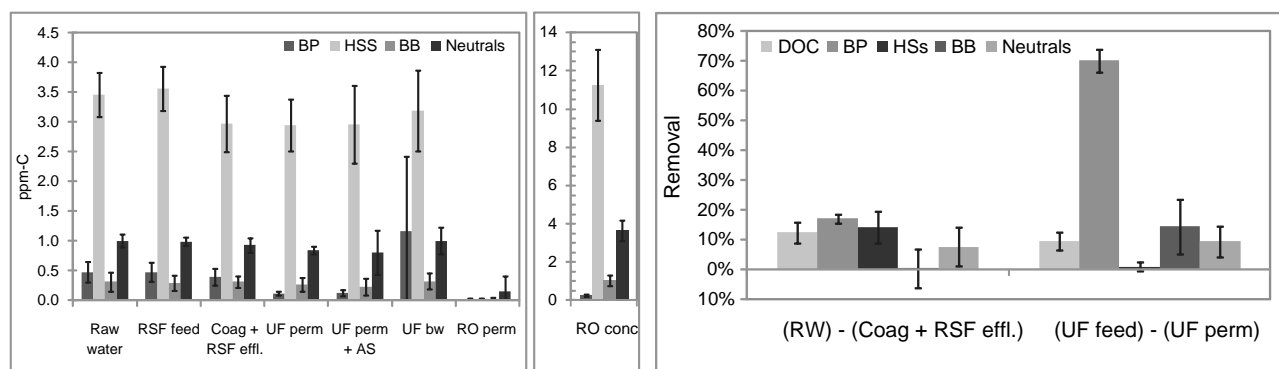 4.5
4.0
3.5
3.0
2.5
2.0
1.5
1.0
0.5
0.0
ppm-C
BP HSS BB Neutrals
Raw water
RSF feed
Coag + RSF effl.
UF perm
UF perm + AS
UF bw
RO perm
14
12
10
8
6
4
2
0
RO conc
80%
70%
60%
50%
40%
30%
20%
10%
0%
10%
Removal
DOC BP HSs BB Neutrals
(RW) - (Coag + RSF effl.)
(UF feed) - (UF perm)